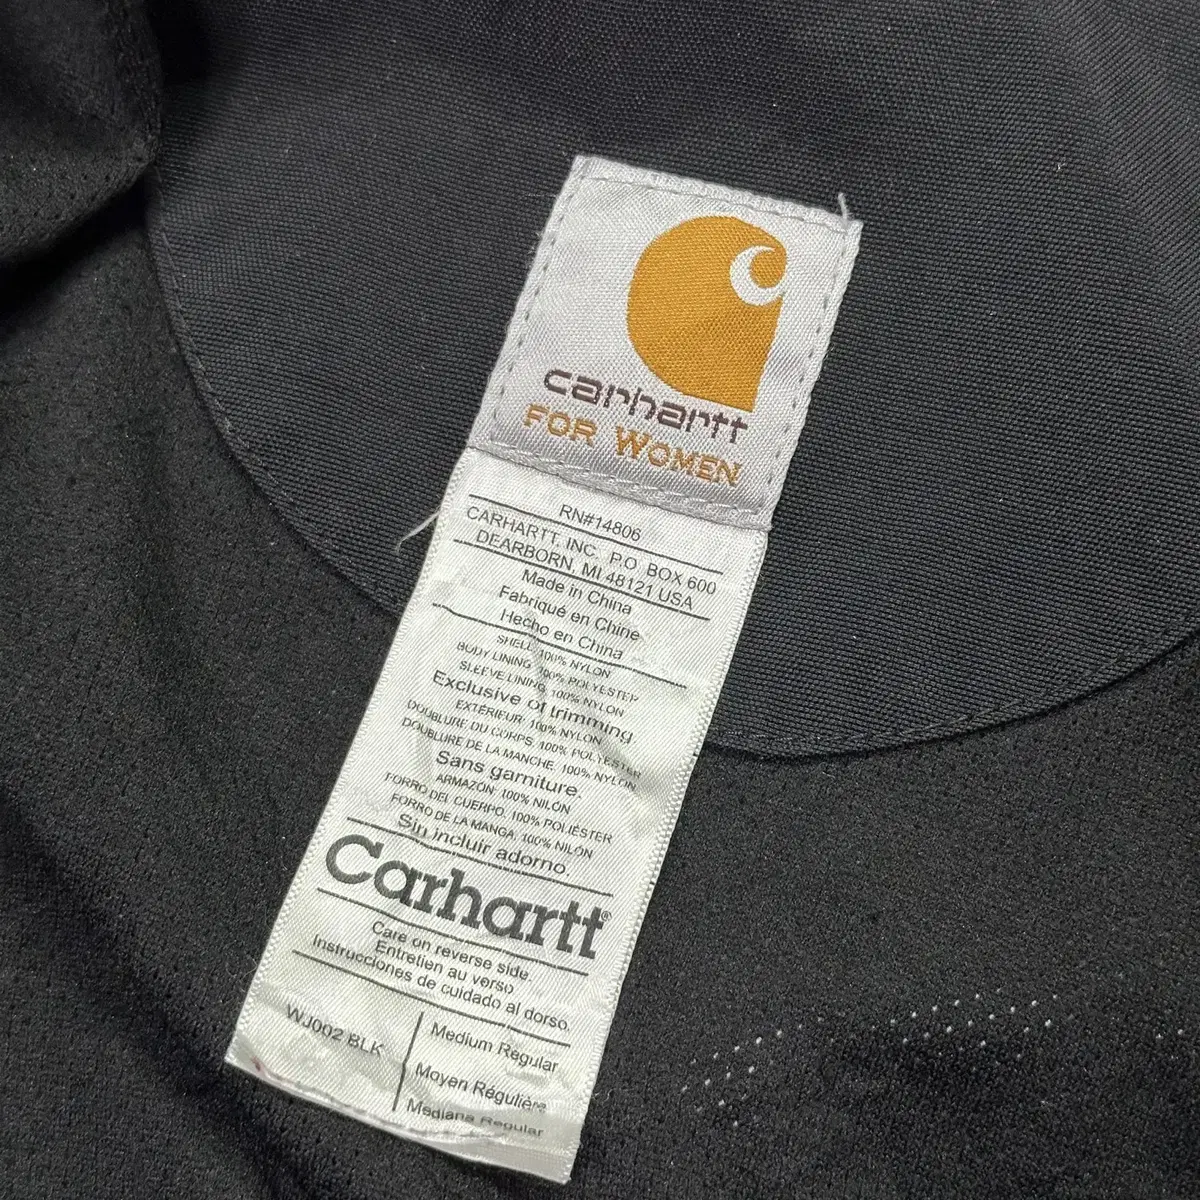 carhartt
FOR WOMEN
RN#14806
CARHARTT, INC. P.O BOX 600
DEARBORN, MI 48121 USA
Made in China
Fabriqué en Chine
Hecho en China
SHELL 100% NYLON
BODY LINING 100% POLYESTER
SLEEVE LINING 100% NYLON
Exclusive of trimming.
EXTÉRIEUR 100% NYLON
DOUBLURE DU CORPS, 100% POLYESTER
DOUBLURE DE LA MANCHE, 100% NYLON
Sans garniture.
ARMAZÓN 100% NILÓN
FORRO DEL CUERPO, 100% POLIÉSTER
FORRO DE LA MANGA, 100% NILÓN
Sin incluir adorno.
Carhartt®
Care on reverse side.
Entretien au verso
Instrucciones de cuidado al dorso.
WJ002 BLK
Medium Regular
Moyen Régulière
Mediana Regular